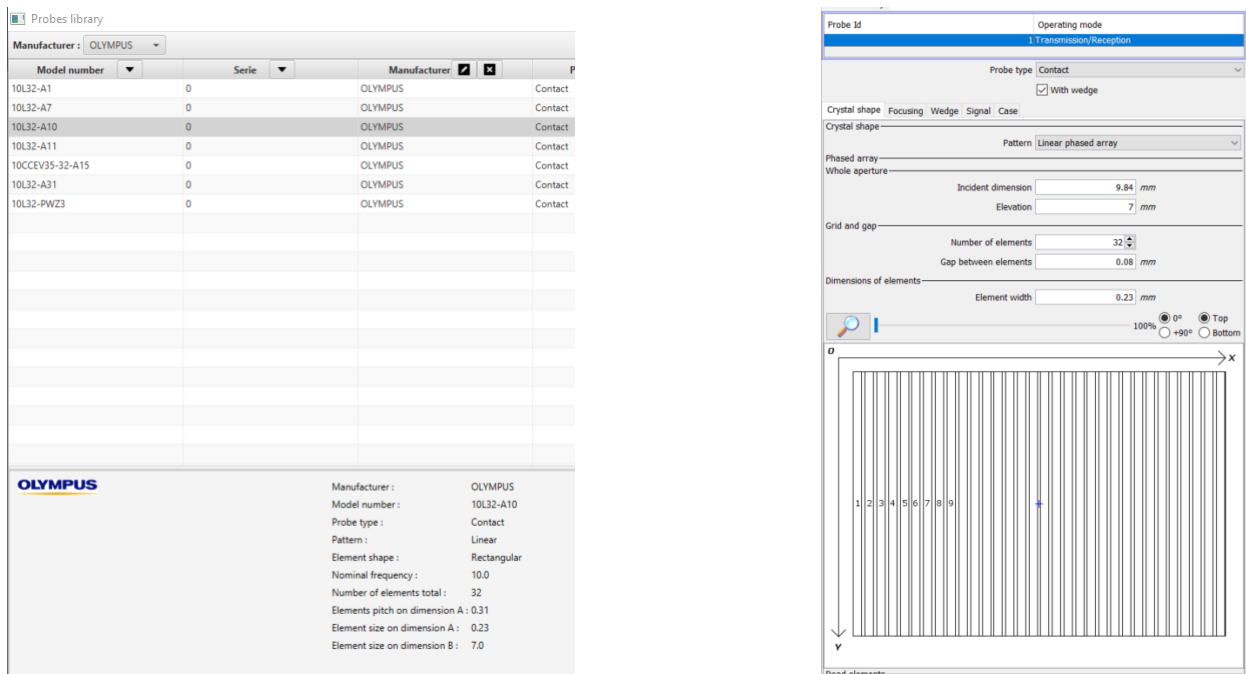 Probes library
Manufacturer : OLYMPUS
Model number Serie Manufacturer P
10L32-A1 0 OLYMPUS Contact
10L32-A7 0 OLYMPUS Contact
10L32-A10 0 OLYMPUS Contact
10L32-A11 0 OLYMPUS Contact
10CCEV35-32-A15 0 OLYMPUS Contact
10L32-A31 0 OLYMPUS Contact
10L32-PWZ3 0 OLYMPUS Contact
OLYMPUS
Manufacturer : OLYMPUS
Model number : 10L32-A10
Probe type : Contact
Pattern : Linear
Element shape : Rectangular
Nominal frequency : 10.0
Number of elements total : 32
Elements pitch on dimension A : 0.31
Element size on dimension A : 0.23
Element size on dimension B : 7.0
Probe Id Operating mode
1 Transmission/Reception
Probe type Contact
With wedge
Crystal shape Focusing Wedge Signal Case
Crystal shape
Pattern Linear phased array
Phased array
Whole aperture
Incident dimension 9.84 mm
Elevation 7 mm
Grid and gap
Number of elements 32
Gap between elements 0.08 mm
Dimensions of elements
Element width 0.23 mm
100% 0° Top
+90° Bottom
O
X
1 2 3 4 5 6 7 8 9
Y
Dead elements